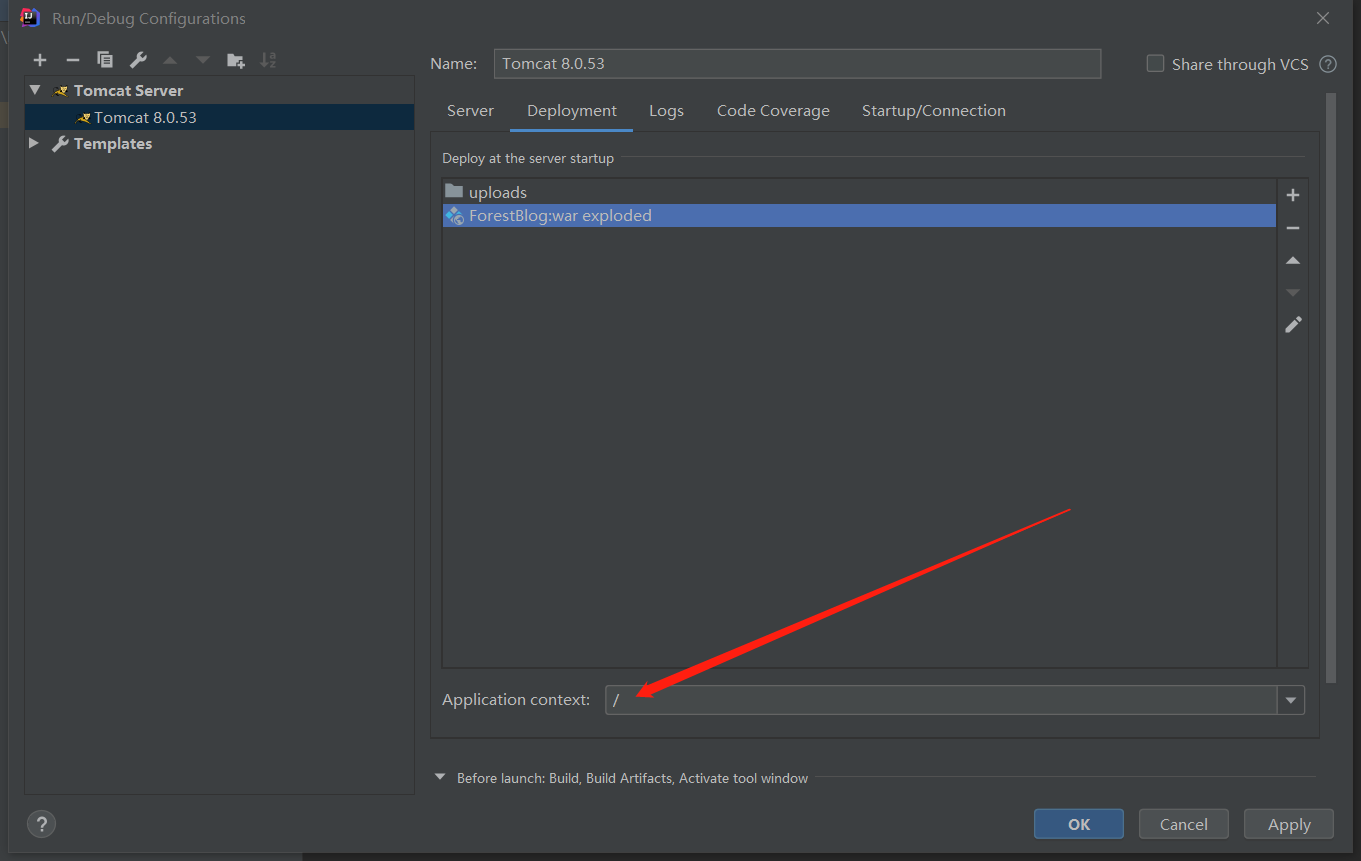 Run/Debug Configurations
Name: Tomcat 8.0.53
Share through VCS ?
Tomcat Server
Tomcat 8.0.53
Templates
Server Deployment Logs Code Coverage Startup/Connection
Deploy at the server startup
uploads
ForestBlog:war exploded
Application context: /
Before launch: Build, Build Artifacts, Activate tool window
? OK Cancel Apply